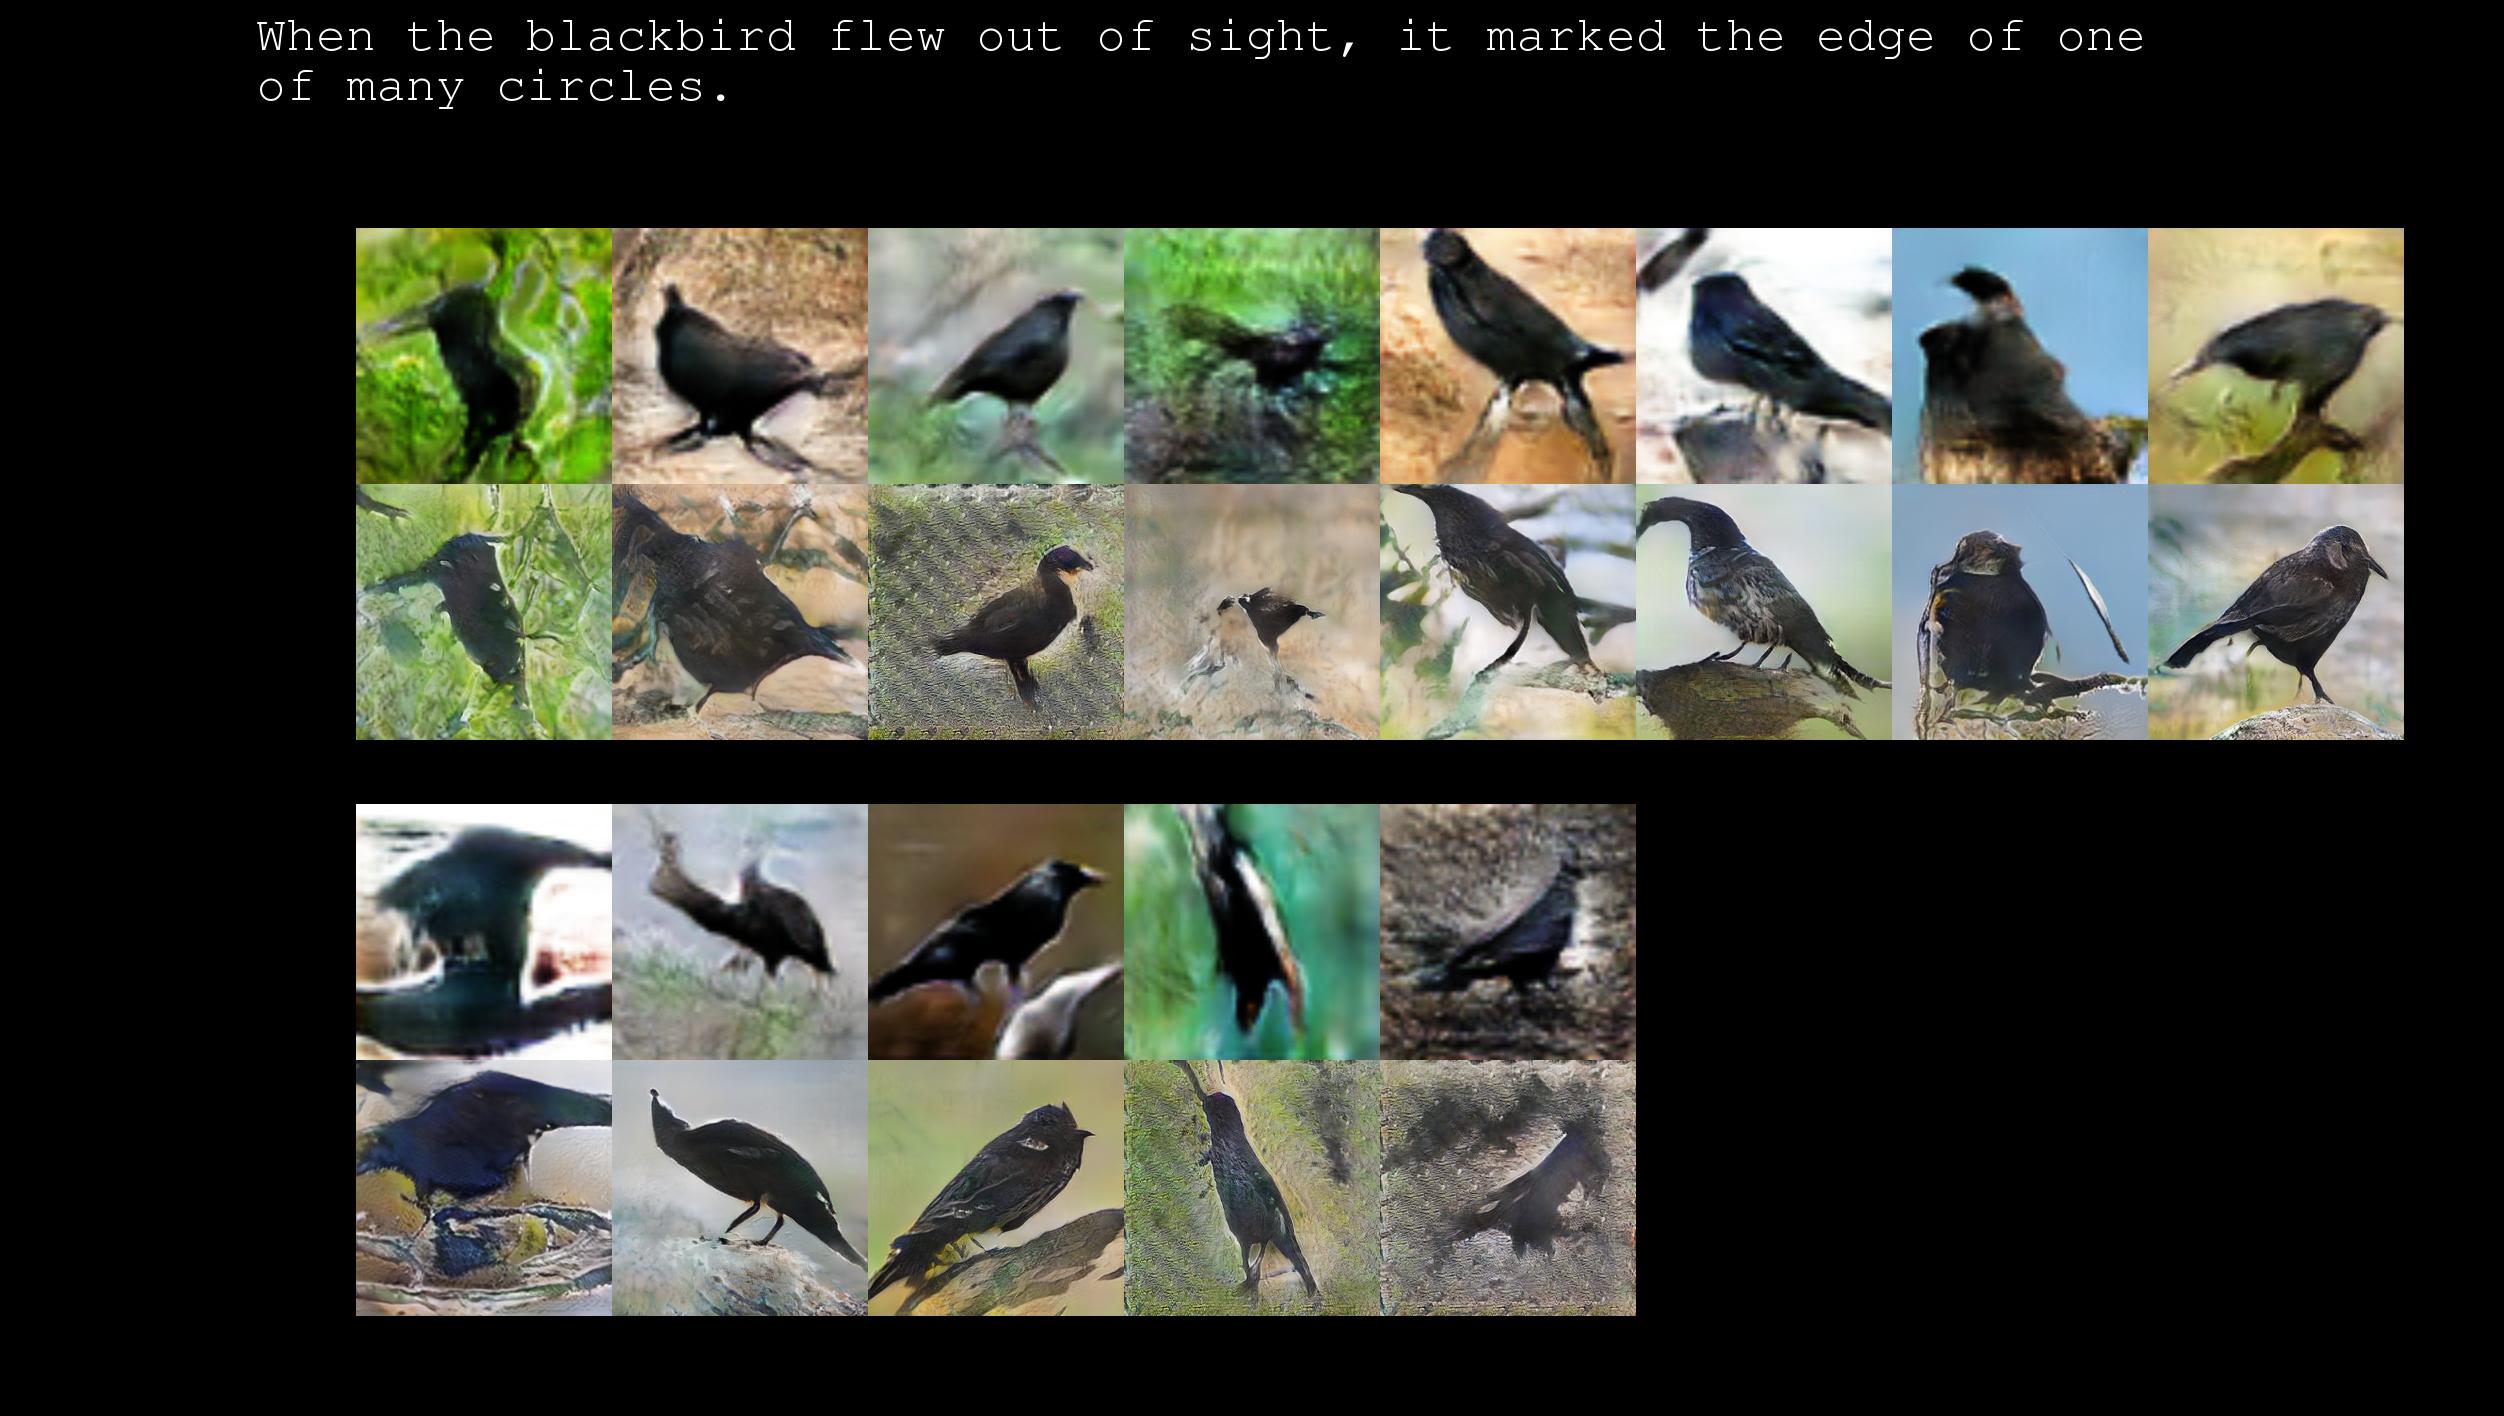 When the blackbird flew out of sight, it marked the edge of one
of many circles.